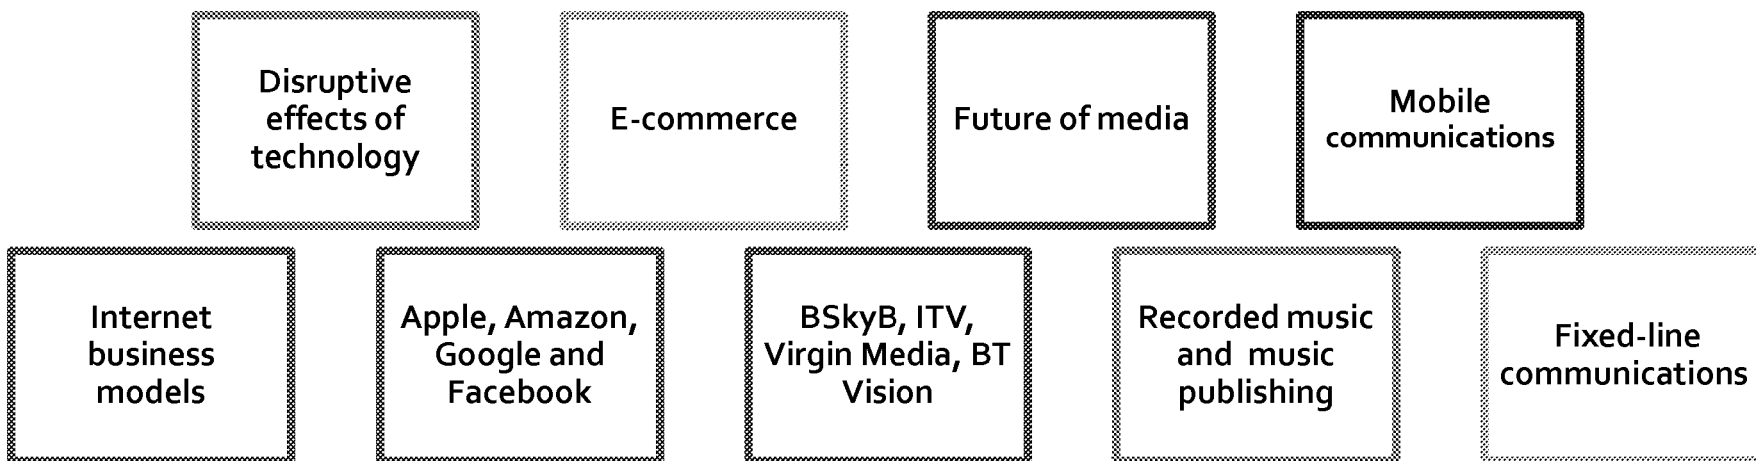 Disruptive
effects of
technology
E-commerce
Future of media
Mobile
communications
Internet
business
models
Apple, Amazon,
Google and
Facebook
BSkyB, ITV,
Virgin Media, BT
Vision
Recorded music
and music
publishing
Fixed-line
communications